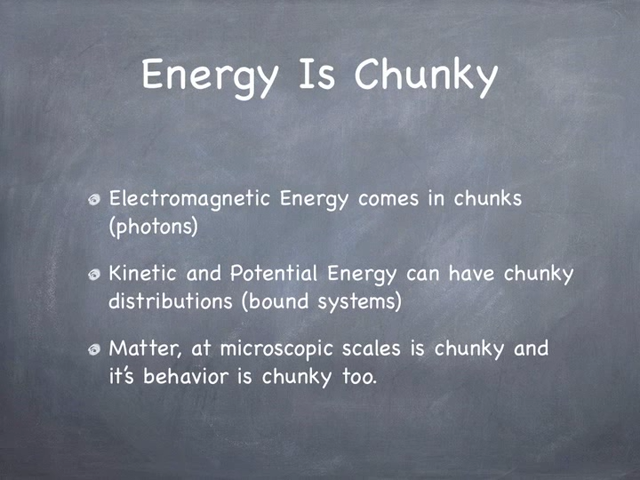 Energy Is Chunky
Electromagnetic Energy comes in chunks
(photons)
Kinetic and Potential Energy can have chunky
distributions (bound systems)
Matter, at microscopic scales is chunky and
it's behavior is chunky too.